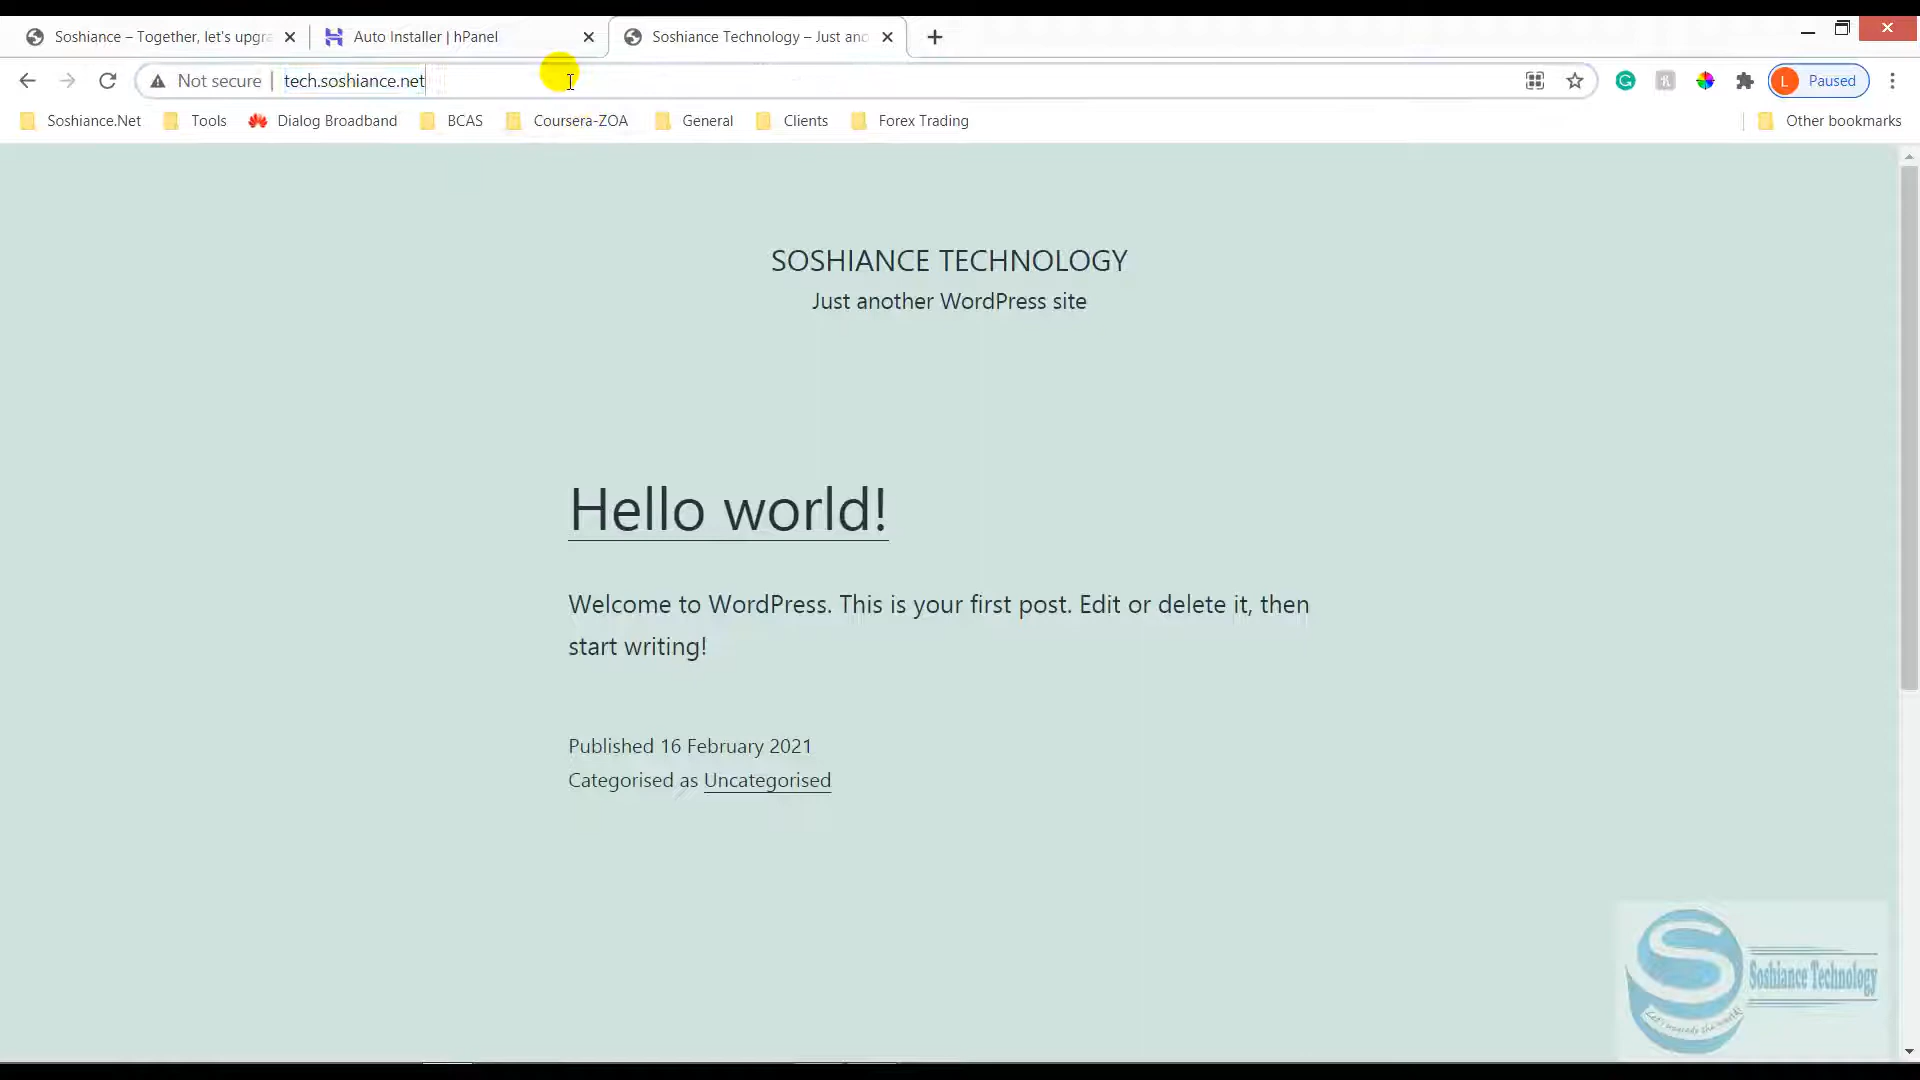 Soshiance – Together, let's upgra
Auto Installer | hPanel
Soshiance Technology – Just ano
Not secure
tech.soshiance.net
L
Paused
Soshiance.Net
Tools
Dialog Broadband
BCAS
Coursera-ZOA
General
Clients
Forex Trading
Other bookmarks
SOSHIANCE TECHNOLOGY
Just another WordPress site
Hello world!
Welcome to WordPress. This is your first post. Edit or delete it, then
start writing!
Published 16 February 2021
Categorised as Uncategorised
Soshiance Technology